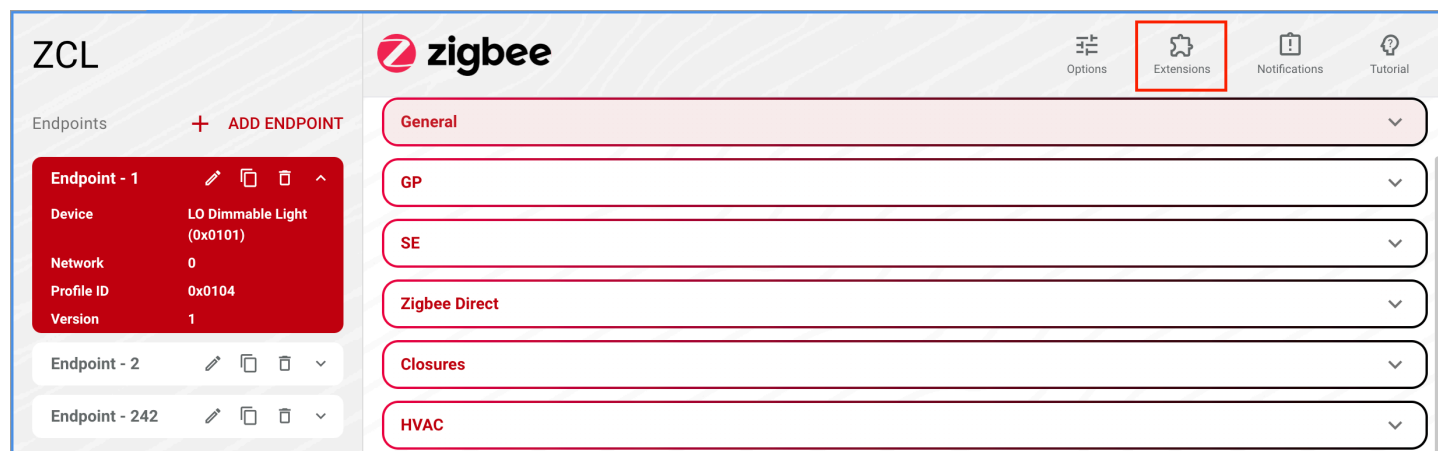 ZCL
zigbee
Options
Extensions
Notifications
Tutorial
Endpoints
ADD ENDPOINT
Endpoint - 1
Device LO Dimmable Light
(0x0101)
Network 0
Profile ID 0x0104
Version 1
Endpoint - 2
Endpoint - 242
General
GP
SE
Zigbee Direct
Closures
HVAC